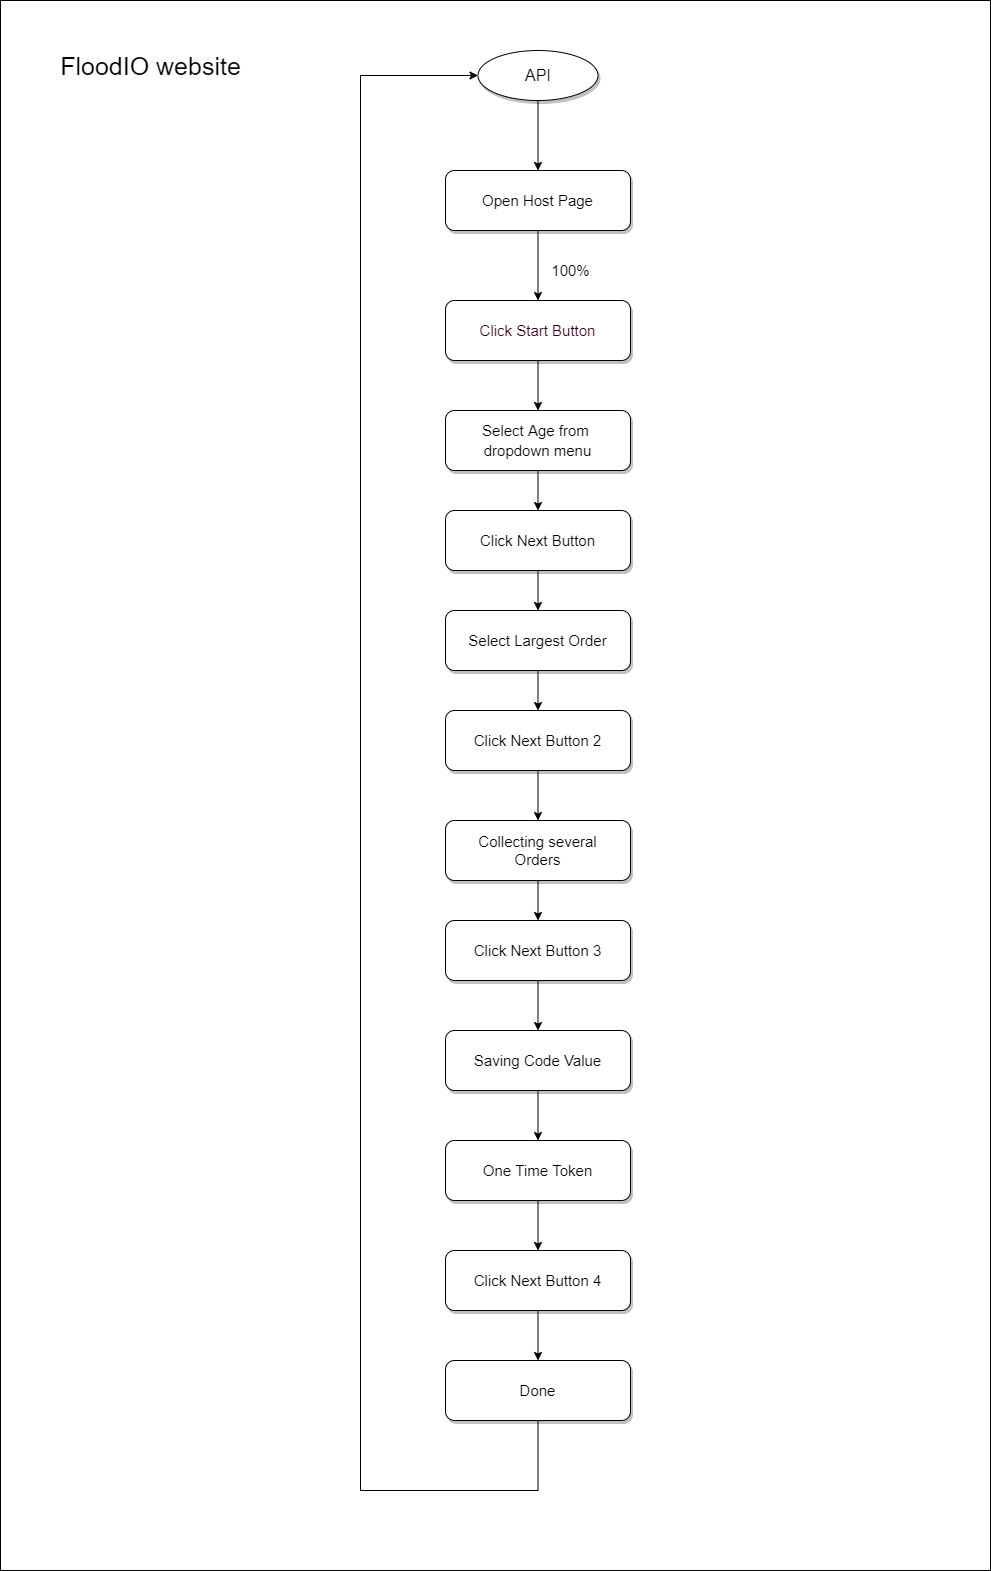 FloodIO website
API
Open Host Page
100%
Click Start Button
Select Age from
dropdown menu
Click Next Button
Select Largest Order
Click Next Button 2
Collecting several
Orders
Click Next Button 3
Saving Code Value
One Time Token
Click Next Button 4
Done